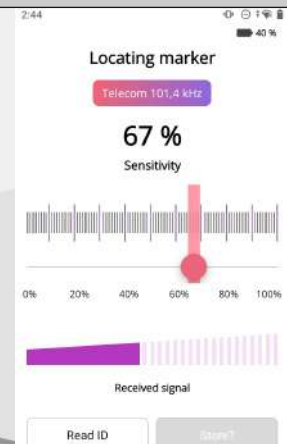 2:44
40 %
Locating marker
Telecom 101,4 kHz
67 %
Sensitivity
0% 20% 40% 60% 80% 100%
Received signal
Read ID
Store?